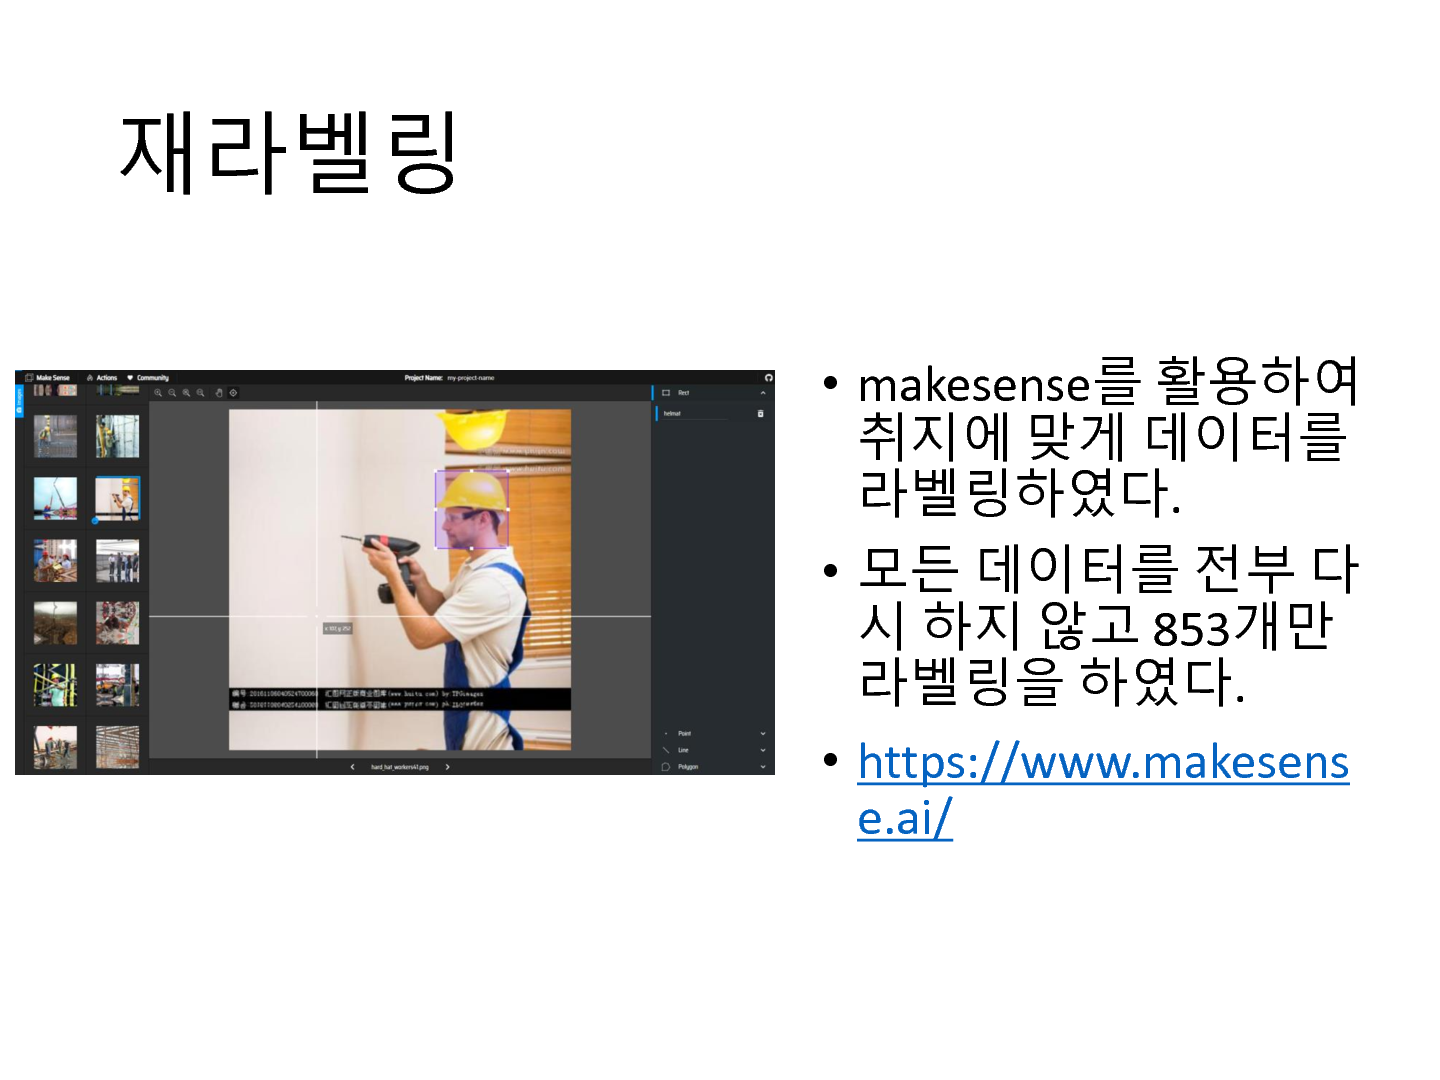 재라벨링
Make Sense Actions Community Project Name: my-project-name
Images
Rect
helmat
Point
Line
Polygon
hard_hat_workers41.png
• makesense를 활용하여
취지에 맞게 데이터를
라벨링하였다.
• 모든 데이터를 전부 다
시 하지 않고 853개만
라벨링을 하였다.
• https://www.makesens
e.ai/